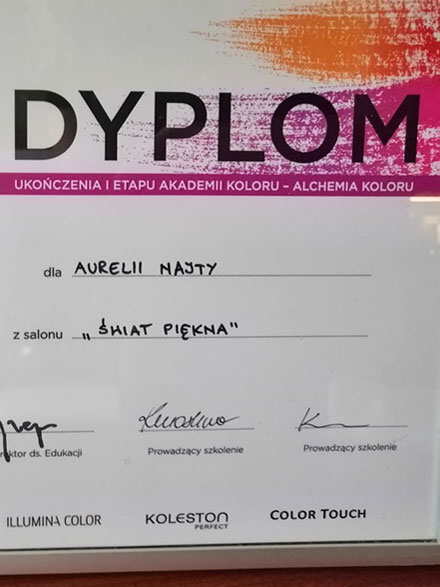 DYPLOM
UKOŃCZENIA I ETAPU AKADEMII KOLORU – ALCHEMIA KOLORU
dla AURELII NAJTY
z salonu „ŚWIAT PIĘKNA”
rektor ds. Edukacji Prowadzący szkolenie Prowadzący szkolenie
ILLUMINA COLOR KOLESTON PERFECT COLOR TOUCH